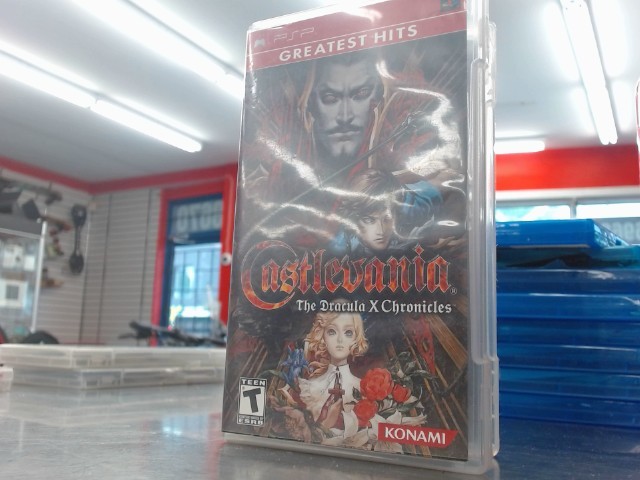 PSP
GREATEST HITS
Castlevania®
The Dracula X Chronicles
TEEN
T
ESRB
KONAMI